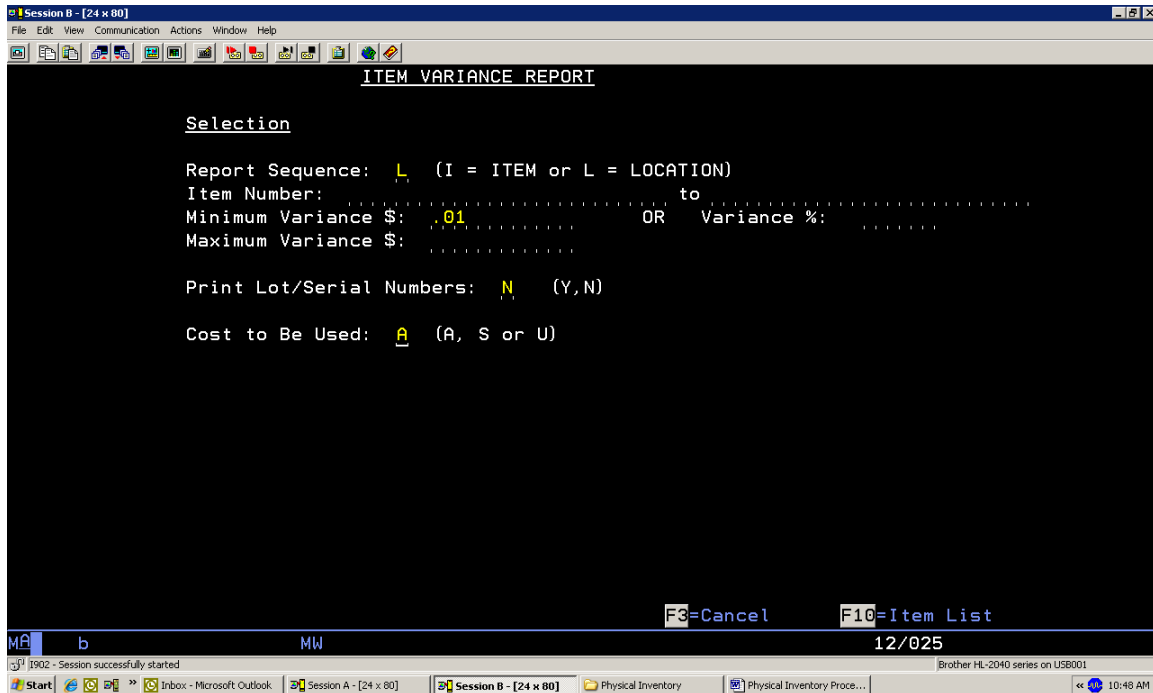 Session B - [24 x 80]
File Edit View Communication Actions Window Help
ITEM VARIANCE REPORT
Selection
Report Sequence: L (I = ITEM or L = LOCATION)
Item Number: to
Minimum Variance $: .01 OR Variance %:
Maximum Variance $:
Print Lot/Serial Numbers: N (Y,N)
Cost to Be Used: A (A, S or U)
F3=Cancel F10=Item List
MA b MW 12/025
I902 - Session successfully started Brother HL-2040 series on USB001
Start » Inbox - Microsoft Outlook Session A - [24 x 80] Session B - [24 x 80] Physical Inventory Physical Inventory Proce... « 10:48 AM